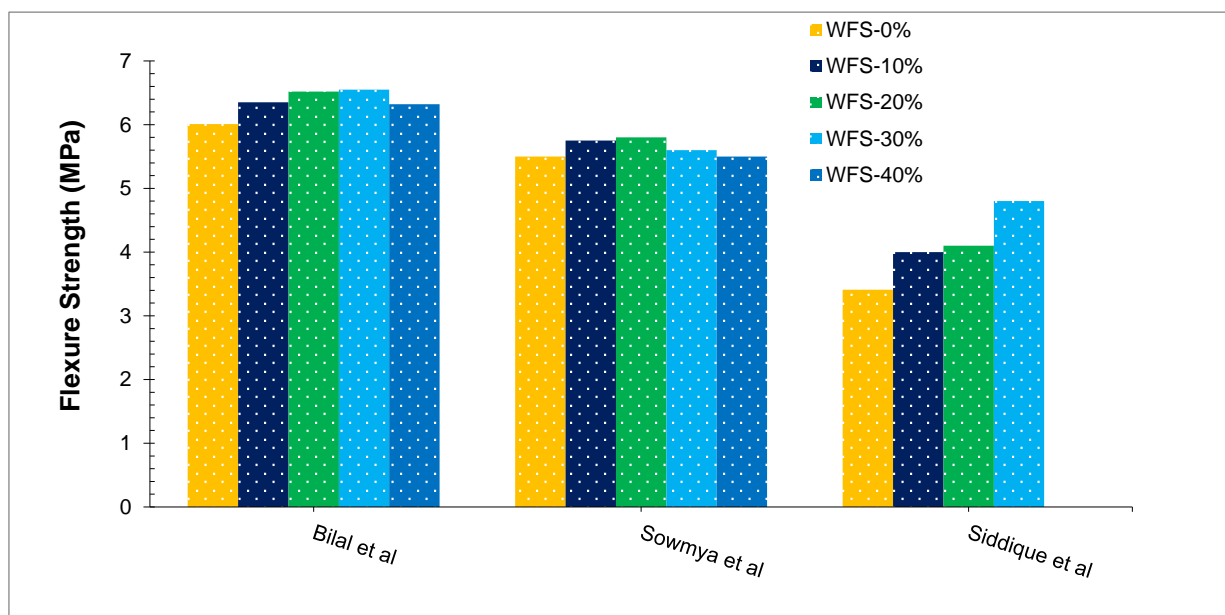 WFS-0%
WFS-10%
WFS-20%
WFS-30%
WFS-40%
Flexure Strength (MPa)
7
6
5
4
3
2
1
0
Bilal et al
Sowmya et al
Siddique et al